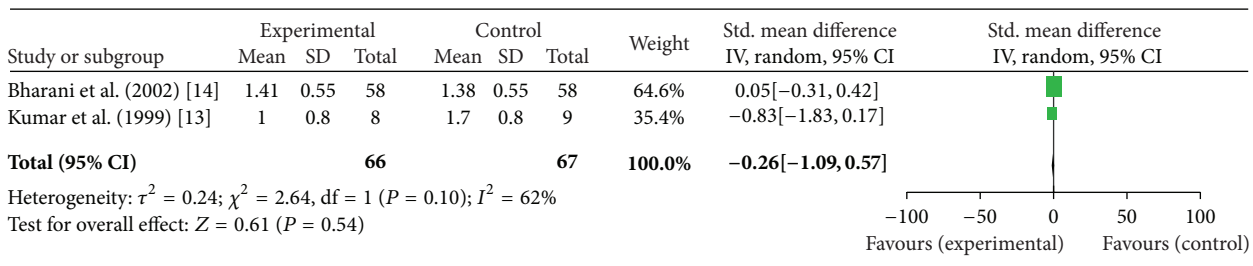 Experimental Control Std. mean difference Std. mean difference
Study or subgroup Mean SD Total Mean SD Total Weight IV, random, 95% CI IV, random, 95% CI
Bharani et al. (2002) [14] 1.41 0.55 58 1.38 0.55 58 64.6% 0.05[−0.31, 0.42]
Kumar et al. (1999) [13] 1 0.8 8 1.7 0.8 9 35.4% −0.83[−1.83, 0.17]
Total (95% CI) 66 67 100.0% −0.26[−1.09, 0.57]
Heterogeneity: τ² = 0.24; χ² = 2.64, df = 1 (P = 0.10); I² = 62%
Test for overall effect: Z = 0.61 (P = 0.54)
−100 −50 0 50 100
Favours (experimental) Favours (control)